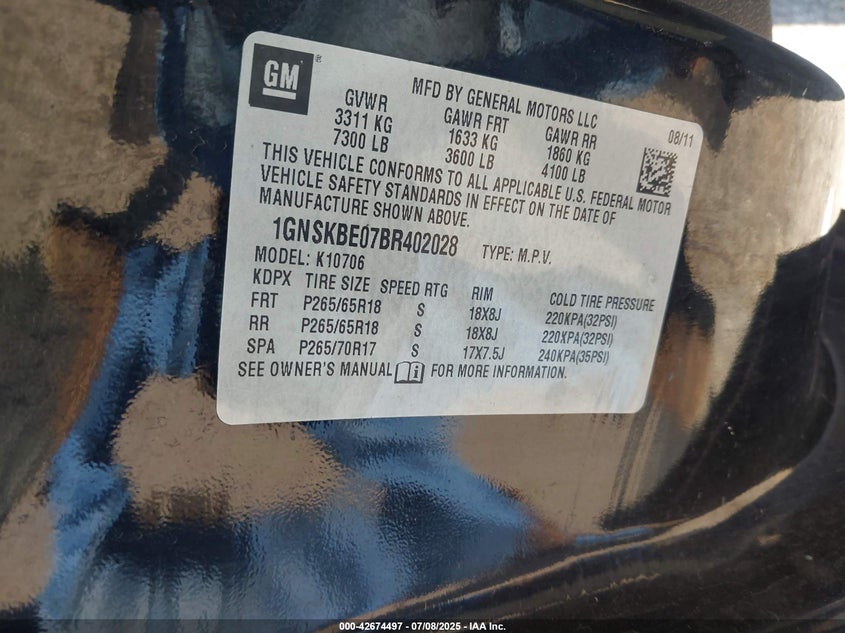 GM ®
MFD BY GENERAL MOTORS LLC
GVWR GAWR FRT GAWR RR 08/11
3311 KG 1633 KG 1860 KG
7300 LB 3600 LB 4100 LB
THIS VEHICLE CONFORMS TO ALL APPLICABLE U.S. FEDERAL MOTOR
VEHICLE SAFETY STANDARDS IN EFFECT ON THE DATE OF
MANUFACTURE SHOWN ABOVE.
1GNSKBE07BR402028 TYPE: M.P.V.
MODEL: K10706
KDPX TIRE SIZE SPEED RTG RIM COLD TIRE PRESSURE
FRT P265/65R18 S 18X8J 220KPA(32PSI)
RR P265/65R18 S 18X8J 220KPA(32PSI)
SPA P265/70R17 S 17X7.5J 240KPA(35PSI)
SEE OWNER'S MANUAL i FOR MORE INFORMATION.
000-42674497 - 07/08/2025 - IAA Inc.